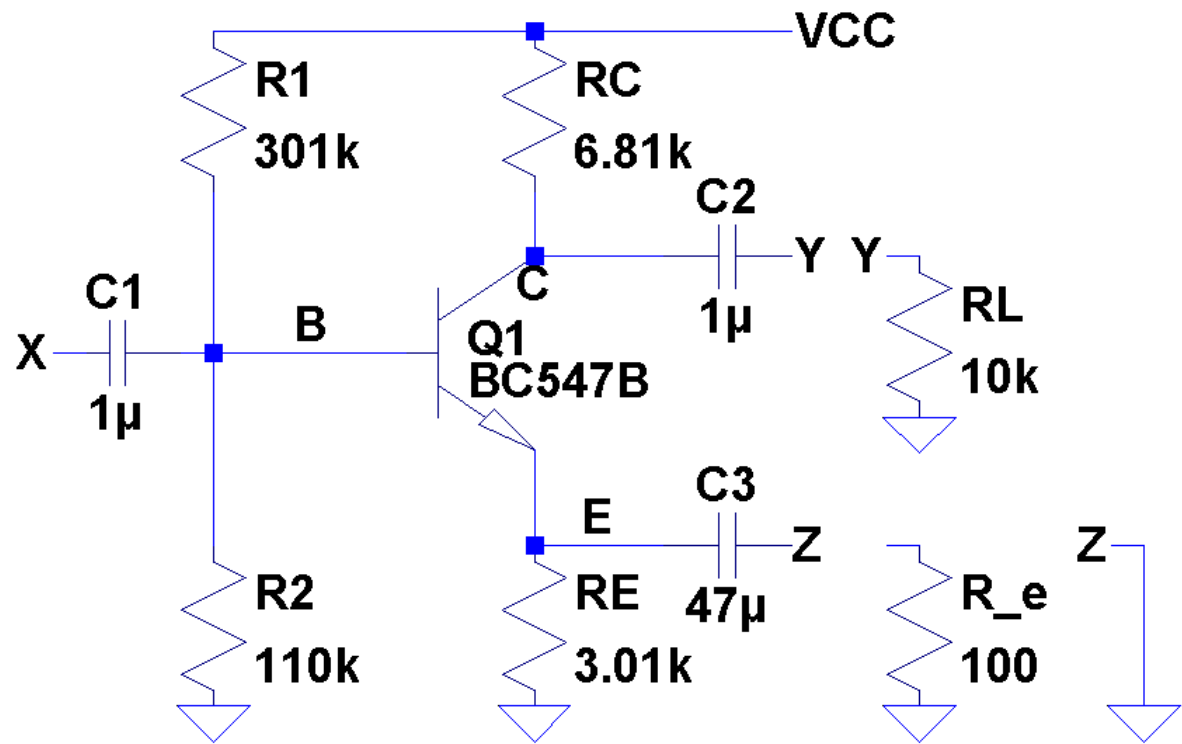 VCC
R1
301k
RC
6.81k
C2
1µ
Y
Y
RL
10k
C1
1µ
X
B
C
Q1
BC547B
C3
47µ
E
Z
Z
R2
110k
RE
3.01k
R_e
100